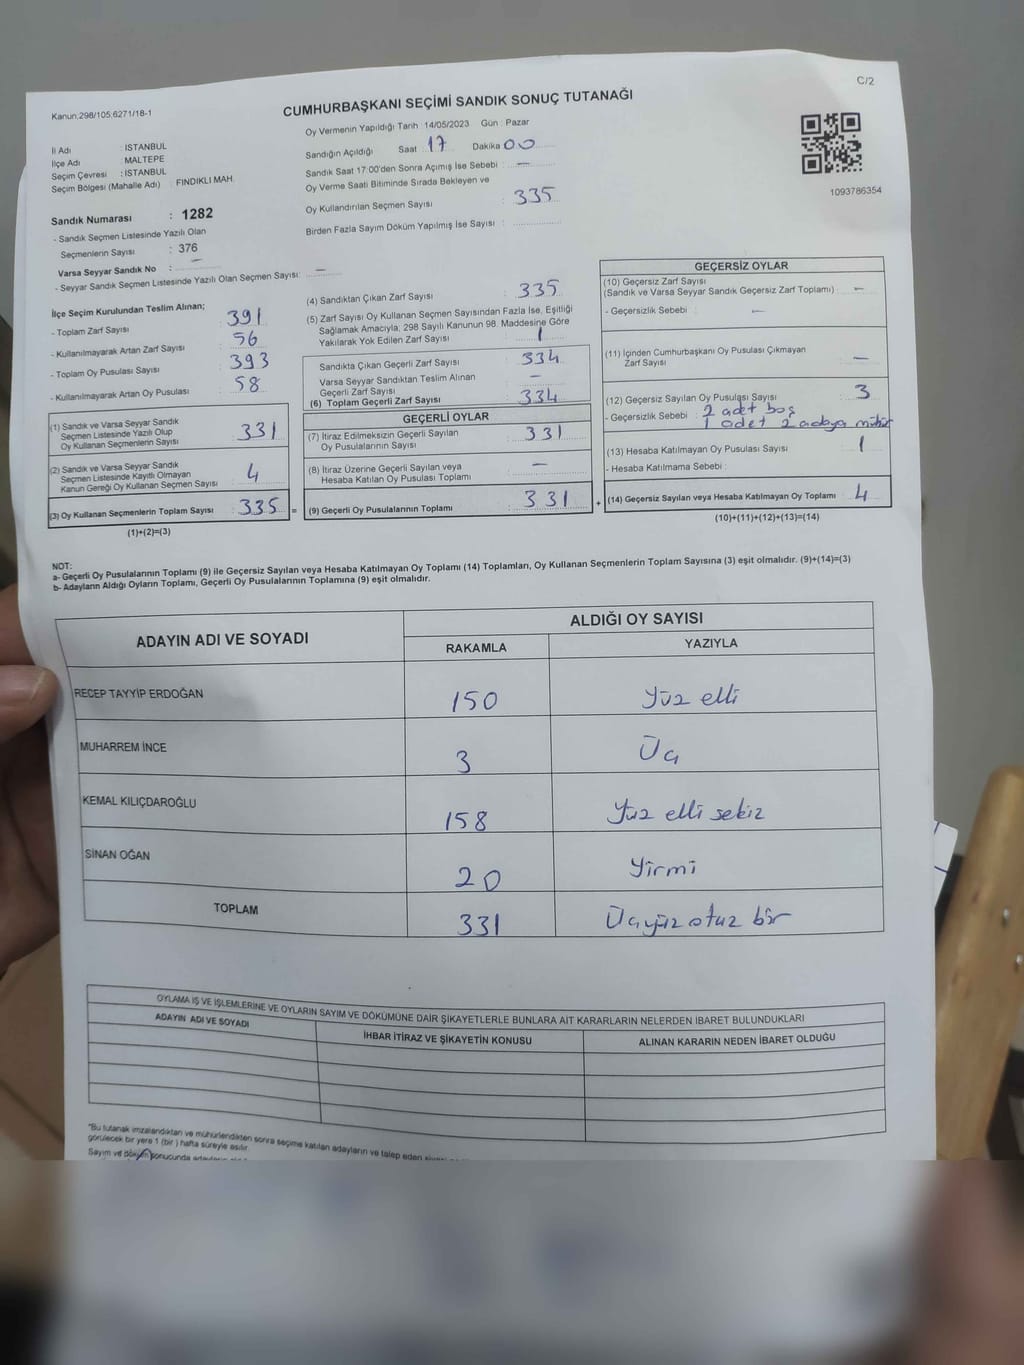 C/2
Kanun:298/105,6271/18-1
CUMHURBAŞKANI SEÇİMİ SANDIK SONUÇ TUTANAĞI
Oy Vermenin Yapıldığı Tarih :14/05/2023 Gün : Pazar
Sandığın Açıldığı Saat : 17 Dakika 00
Sandık Saat 17:00'den Sonra Açımış İse Sebebi : —
Oy Verme Saati Bitiminde Sırada Bekleyen ve
Oy Kullandırılan Seçmen Sayısı : 335
Birden Fazla Sayım Döküm Yapılmış İse Sayısı :
1093786354
İl Adı : İSTANBUL
İlçe Adı : MALTEPE
Seçim Çevresi : İSTANBUL
Seçim Bölgesi (Mahalle Adı) : FINDIKLI MAH.
Sandık Numarası : 1282
- Sandık Seçmen Listesinde Yazılı Olan
Seçmenlerin Sayısı : 376
Varsa Seyyar Sandık No : —
- Seyyar Sandık Seçmen Listesinde Yazılı Olan Seçmen Sayısı: —
İlçe Seçim Kurulundan Teslim Alınan;
- Toplam Zarf Sayısı : 391
- Kullanılmayarak Artan Zarf Sayısı : 56
- Toplam Oy Pusulası Sayısı : 393
- Kullanılmayarak Artan Oy Pusulası : 58
(1) Sandık ve Varsa Seyyar Sandık
Seçmen Listesinde Yazılı Olup
Oy Kullanan Seçmenlerin Sayısı : 331
(2) Sandık ve Varsa Seyyar Sandık
Seçmen Listesinde Kayıtlı Olmayan
Kanun Gereği Oy Kullanan Seçmen Sayısı : 4
(3) Oy Kullanan Seçmenlerin Toplam Sayısı : 335 =
(1)+(2)=(3)
(4) Sandıktan Çıkan Zarf Sayısı : 335
(5) Zarf Sayısı Oy Kullanan Seçmen Sayısından Fazla İse, Eşitliği
Sağlamak Amacıyla; 298 Sayılı Kanunun 98. Maddesine Göre
Yakılarak Yok Edilen Zarf Sayısı : 1
Sandıkta Çıkan Geçerli Zarf Sayısı : 334
Varsa Seyyar Sandıktan Teslim Alınan
Geçerli Zarf Sayısı : —
(6) Toplam Geçerli Zarf Sayısı : 334
GEÇERLİ OYLAR
(7) İtiraz Edilmeksizin Geçerli Sayılan
Oy Pusulalarının Sayısı : 331
(8) İtiraz Üzerine Geçerli Sayılan veya
Hesaba Katılan Oy Pusulası Toplamı : —
(9) Geçerli Oy Pusulalarının Toplamı : 331 +
GEÇERSİZ OYLAR
(10) Geçersiz Zarf Sayısı
(Sandık ve Varsa Seyyar Sandık Geçersiz Zarf Toplamı) : —
- Geçersizlik Sebebi : —
(11) İçinden Cumhurbaşkanı Oy Pusulası Çıkmayan
Zarf Sayısı : —
(12) Geçersiz Sayılan Oy Pusulası Sayısı : 3
- Geçersizlik Sebebi : 2 adet boş
1 adet 2 adaya mühür
(13) Hesaba Katılmayan Oy Pusulası Sayısı : 1
- Hesaba Katılmama Sebebi :
(14) Geçersiz Sayılan veya Hesaba Katılmayan Oy Toplamı : 4
(10)+(11)+(12)+(13)=(14)
NOT:
a- Geçerli Oy Pusulalarının Toplamı (9) ile Geçersiz Sayılan veya Hesaba Katılmayan Oy Toplamı (14) Toplamları, Oy Kullanan Seçmenlerin Toplam Sayısına (3) eşit olmalıdır. (9)+(14)=(3)
b- Adayların Aldığı Oyların Toplamı, Geçerli Oy Pusulalarının Toplamına (9) eşit olmalıdır.
ADAYIN ADI VE SOYADI ALDIĞI OY SAYISI
RAKAMLA YAZIYLA
RECEP TAYYİP ERDOĞAN 150 Yüz elli
MUHARREM İNCE 3 Üç
KEMAL KILIÇDAROĞLU 158 Yüz elli sekiz
SİNAN OĞAN 20 Yirmi
TOPLAM 331 Üçyüz otuz bir
OYLAMA İŞ VE İŞLEMLERİNE VE OYLARIN SAYIM VE DÖKÜMÜNE DAİR ŞİKAYETLERLE BUNLARA AİT KARARLARIN NELERDEN İBARET BULUNDUKLARI
ADAYIN ADI VE SOYADI İHBAR İTİRAZ VE ŞİKAYETİN KONUSU ALINAN KARARIN NEDEN İBARET OLDUĞU
*Bu tutanak imzalandıktan ve mühürlendikten sonra seçime katılan adayların ve talep eden
görülecek bir yere 1 (bir ) hafta süreyle asılır.
Sayım ve döküm sonucunda